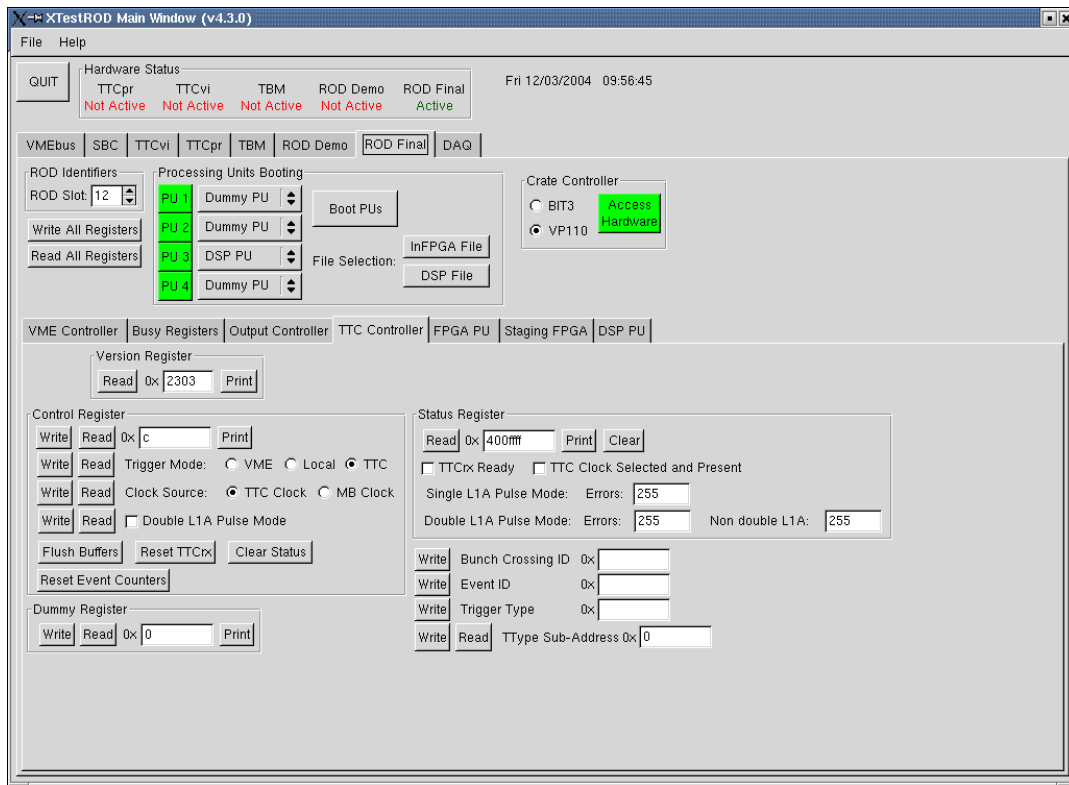 XTestROD Main Window (v4.3.0)
File Help
QUIT
Hardware Status
TTCpr TTCvi TBM ROD Demo ROD Final
Not Active Not Active Not Active Not Active Active
Fri 12/03/2004 09:56:45
VMEbus SBC TTCvi TTCpr TBM ROD Demo ROD Final DAQ
ROD Identifiers
ROD Slot: 12
Write All Registers
Read All Registers
Processing Units Booting
PU 1 Dummy PU
PU 2 Dummy PU
PU 3 DSP PU
PU 4 Dummy PU
Boot PUs
File Selection:
InFPGA File
DSP File
Crate Controller
BIT3
VP110
Access
Hardware
VME Controller Busy Registers Output Controller TTC Controller FPGA PU Staging FPGA DSP PU
Version Register
Read 0x 2303 Print
Control Register
Write Read 0x c Print
Write Read Trigger Mode: VME Local TTC
Write Read Clock Source: TTC Clock MB Clock
Write Read Double L1A Pulse Mode
Flush Buffers Reset TTCrx Clear Status
Reset Event Counters
Dummy Register
Write Read 0x 0 Print
Status Register
Read 0x 400ffff Print Clear
TTCrx Ready TTC Clock Selected and Present
Single L1A Pulse Mode: Errors: 255
Double L1A Pulse Mode: Errors: 255 Non double L1A: 255
Write Bunch Crossing ID 0x
Write Event ID 0x
Write Trigger Type 0x
Write Read TType Sub-Address 0x 0